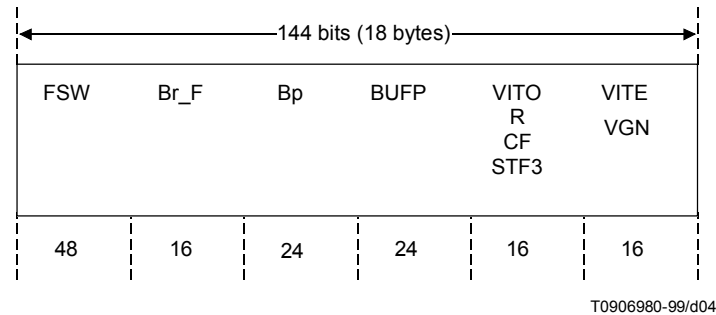 144 bits (18 bytes)
FSW Br_F Bp BUFP VITO VITE
R VGN
CF
STF3
48 16 24 24 16 16
T0906980-99/d04